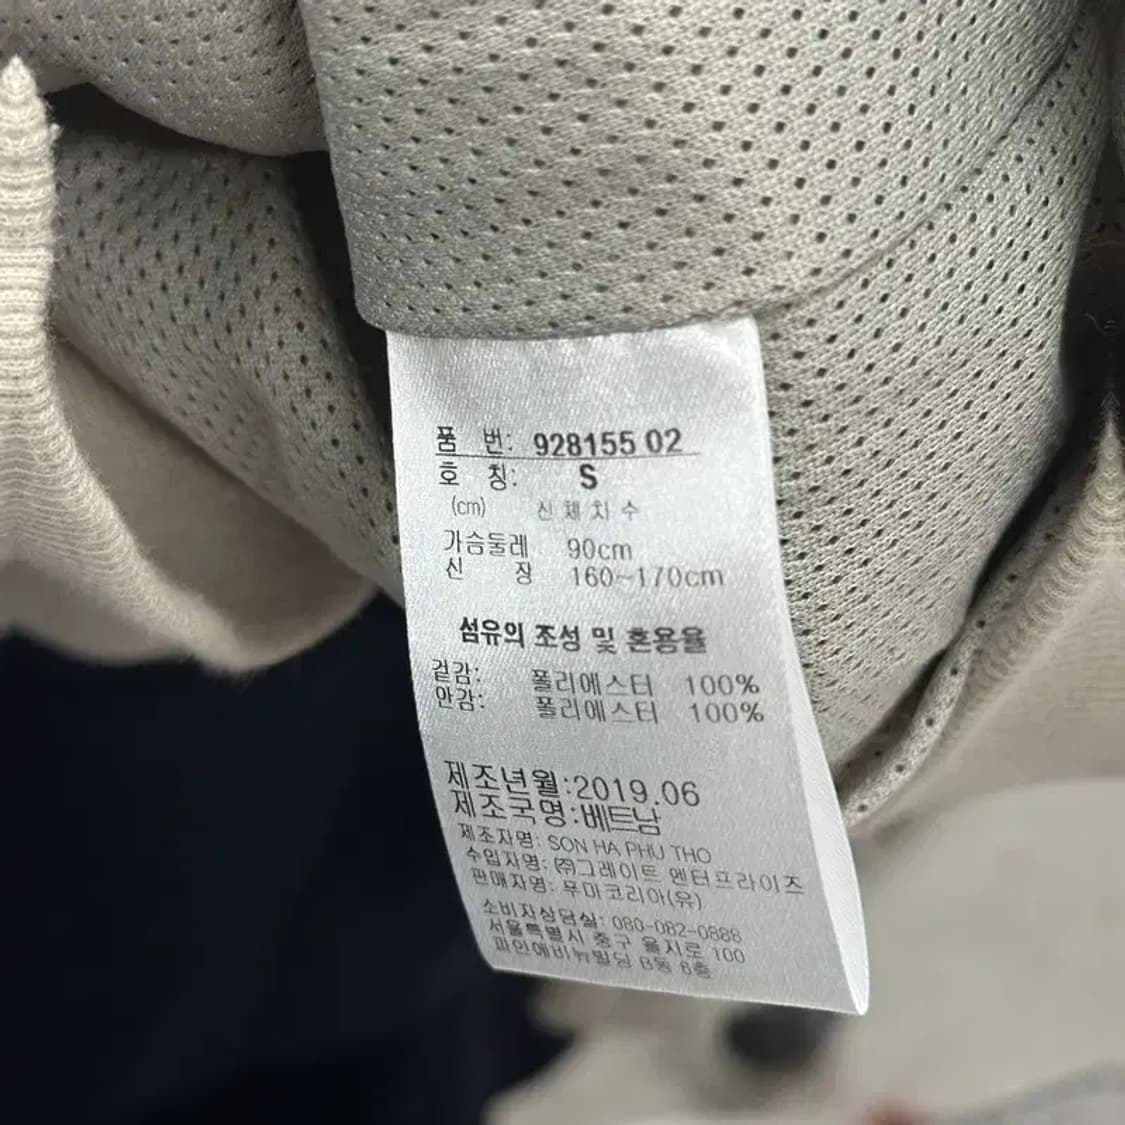 품 번: 928155 02
호 칭: S
(cm) 신체치수
가슴둘레 90cm
신 장 160~170cm
섬유의 조성 및 혼용율
겉감: 폴리에스터 100%
안감: 폴리에스터 100%
제조년월:2019.06
제조국명:베트남
제조자명: SON HA PHU THO
수입자명: (주)그레이트 엔터프라이즈
판매자명: 푸마코리아(유)
소비자상담실: 080-082-0888
서울특별시 중구 을지로 100
파인에비뉴빌딩 B동 6층